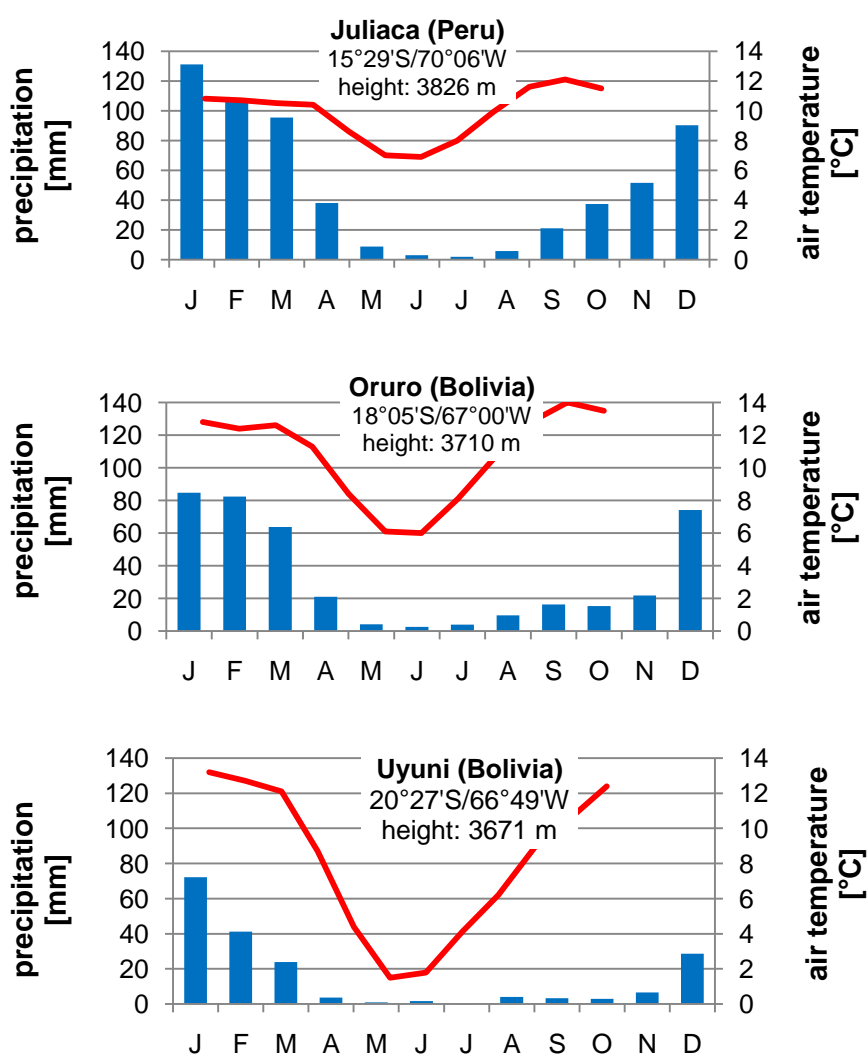 Juliaca (Peru)
15°29'S/70°06'W
height: 3826 m
precipitation
[mm]
air temperature
[°C]
140 14
120 12
100 10
80 8
60 6
40 4
20 2
0 0
J F M A M J J A S O N D
Oruro (Bolivia)
18°05'S/67°00'W
height: 3710 m
precipitation
[mm]
air temperature
[°C]
140 14
120 12
100 10
80 8
60 6
40 4
20 2
0 0
J F M A M J J A S O N D
Uyuni (Bolivia)
20°27'S/66°49'W
height: 3671 m
precipitation
[mm]
air temperature
[°C]
140 14
120 12
100 10
80 8
60 6
40 4
20 2
0 0
J F M A M J J A S O N D